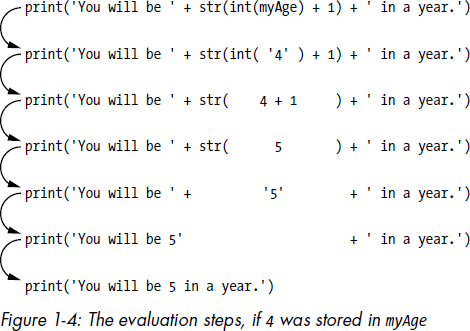 print('You will be ' + str(int(myAge) + 1) + ' in a year.')
print('You will be ' + str(int( '4' ) + 1) + ' in a year.')
print('You will be ' + str(    4 + 1     ) + ' in a year.')
print('You will be ' + str(      5       ) + ' in a year.')
print('You will be ' +          '5'         + ' in a year.')
print('You will be 5'                       + ' in a year.')
print('You will be 5 in a year.')
Figure 1-4: The evaluation steps, if 4 was stored in myAge